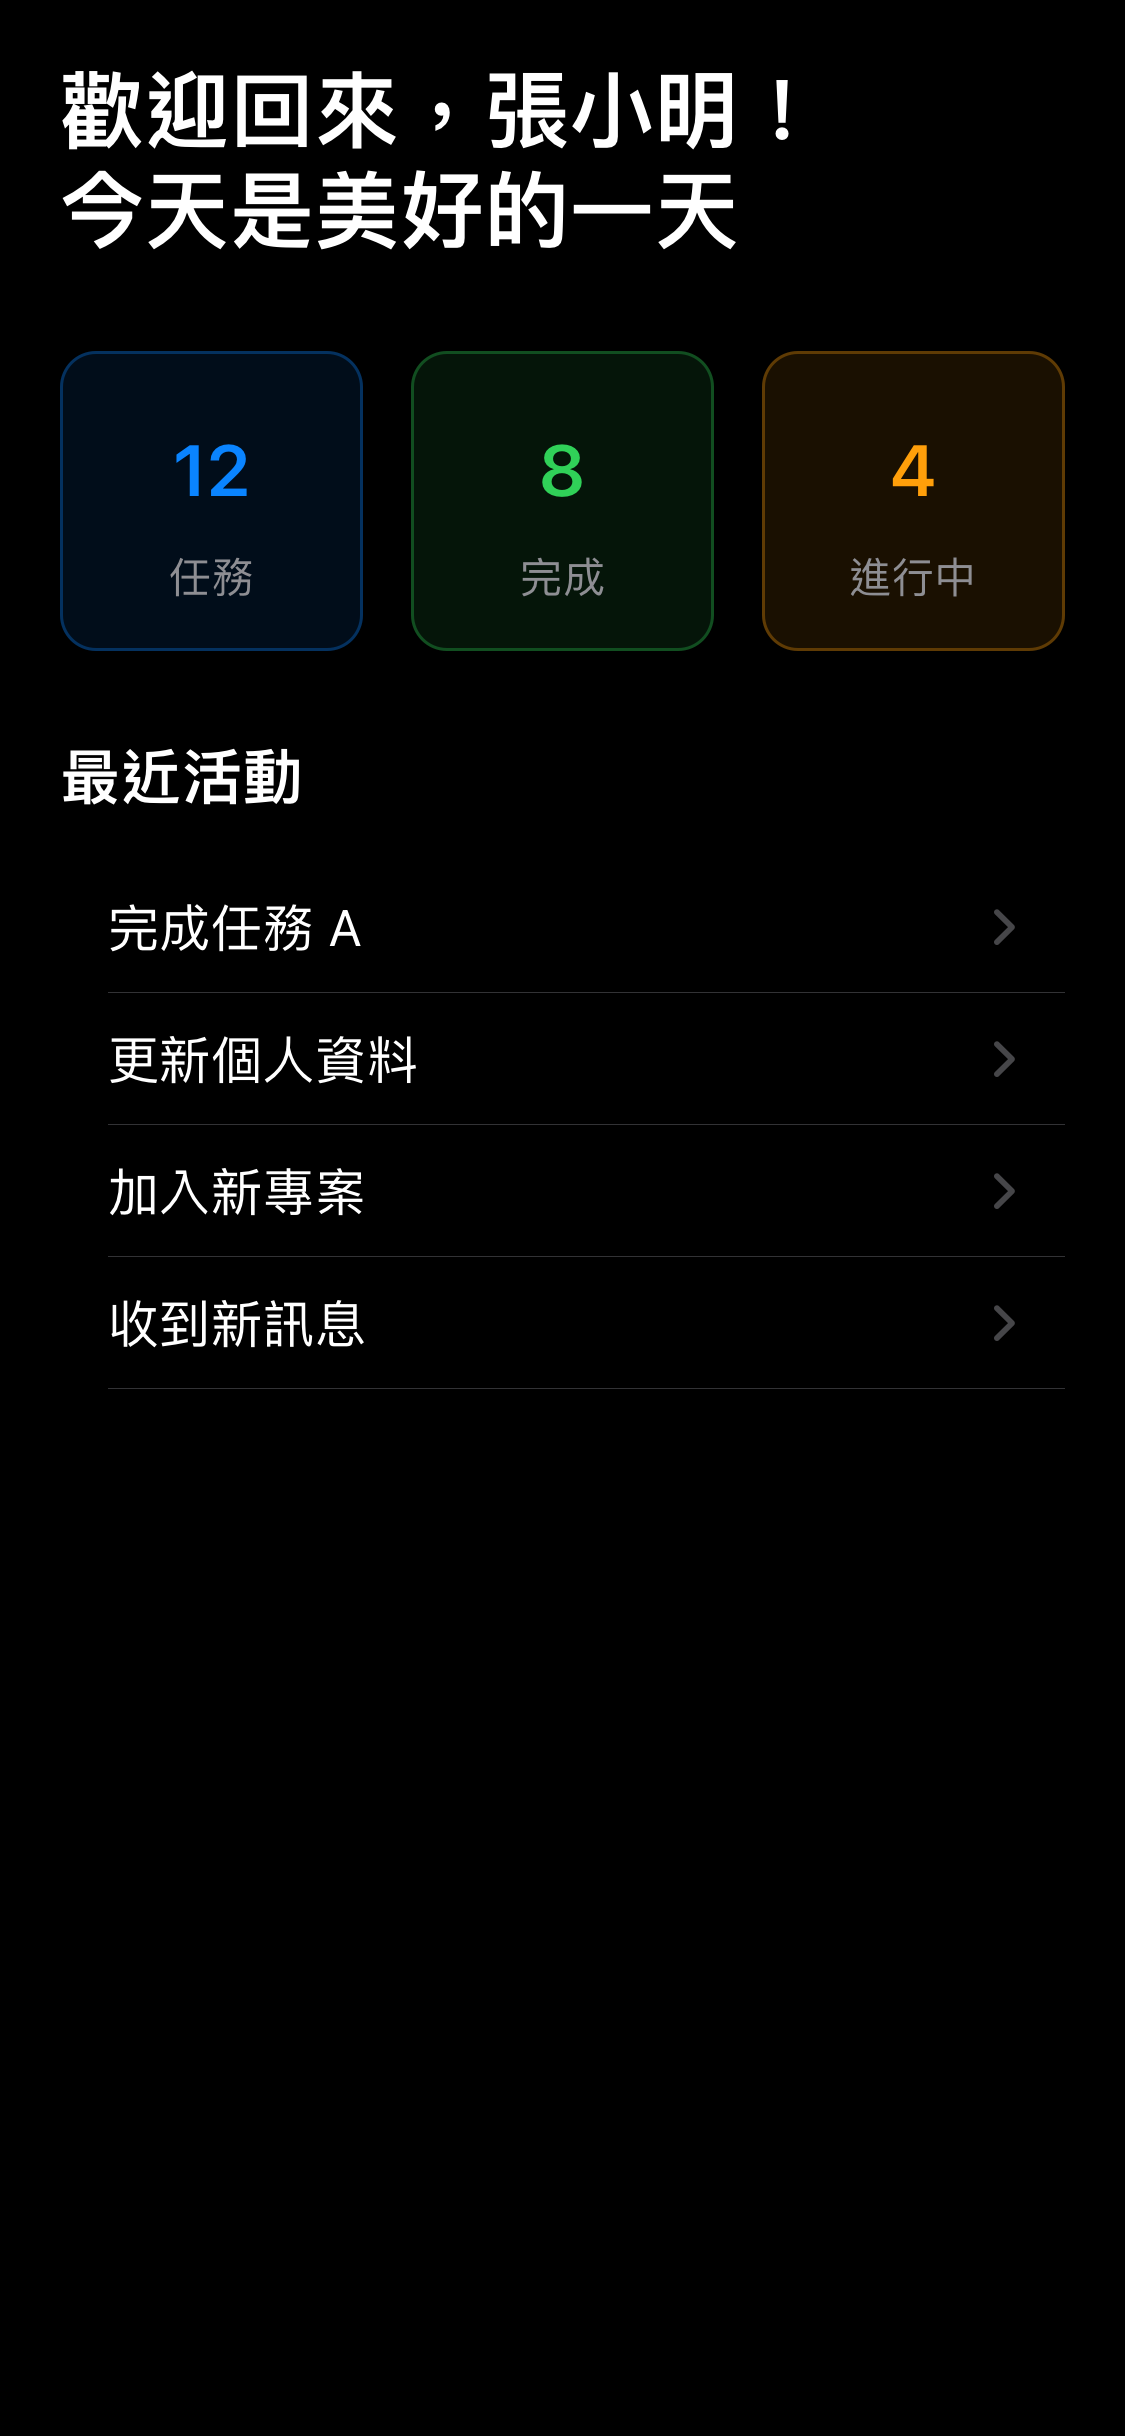 歡迎回來，張小明！
今天是美好的一天
12
8
4
任務
完成
進行中
最近活動
完成任務 A
更新個人資料
加入新專案
收到新訊息